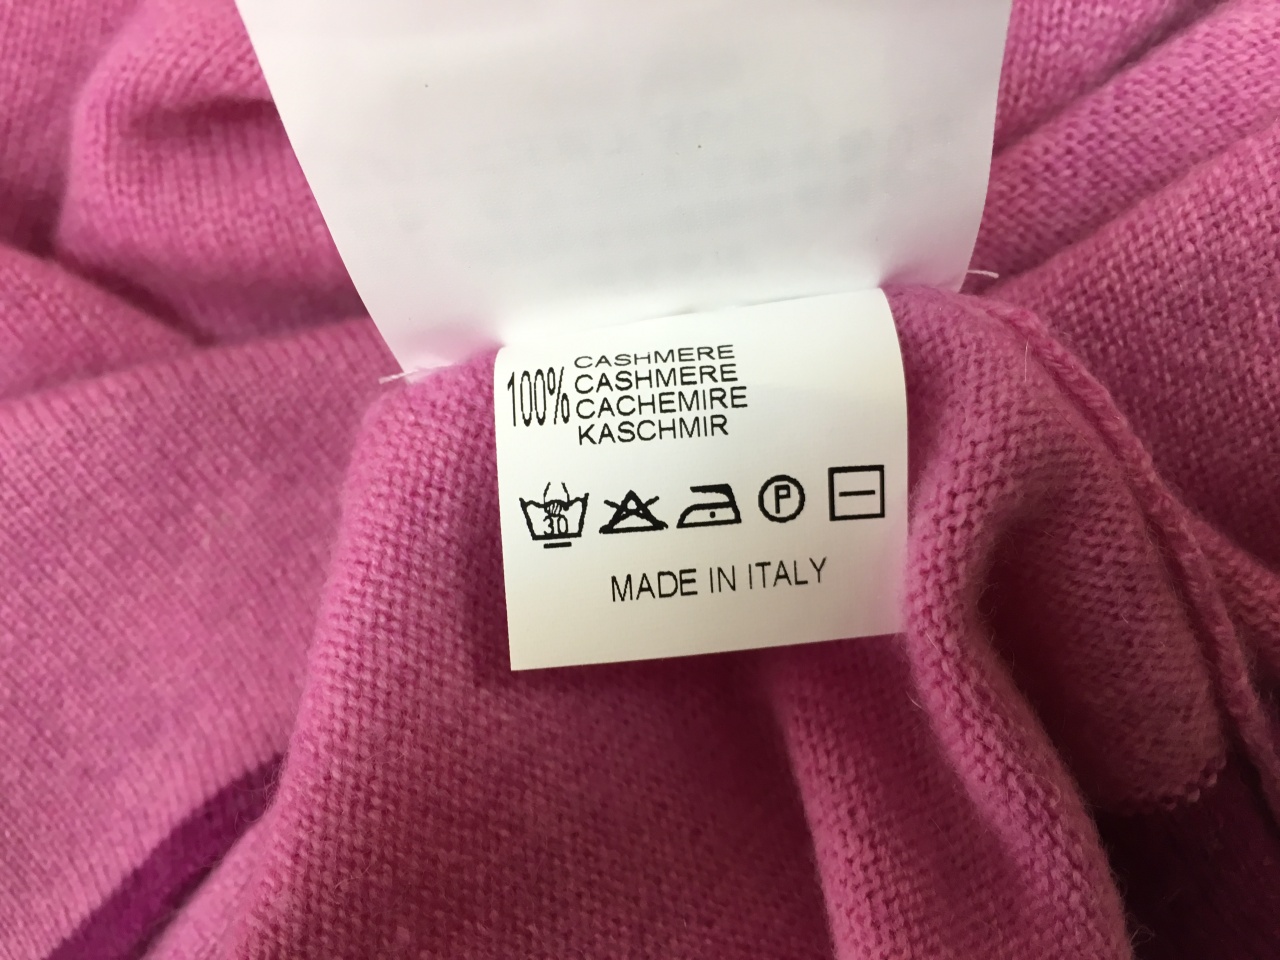 100%
CASHMERE
CASHMERE
CACHEMIRE
KASCHMIR
30 P
MADE IN ITALY